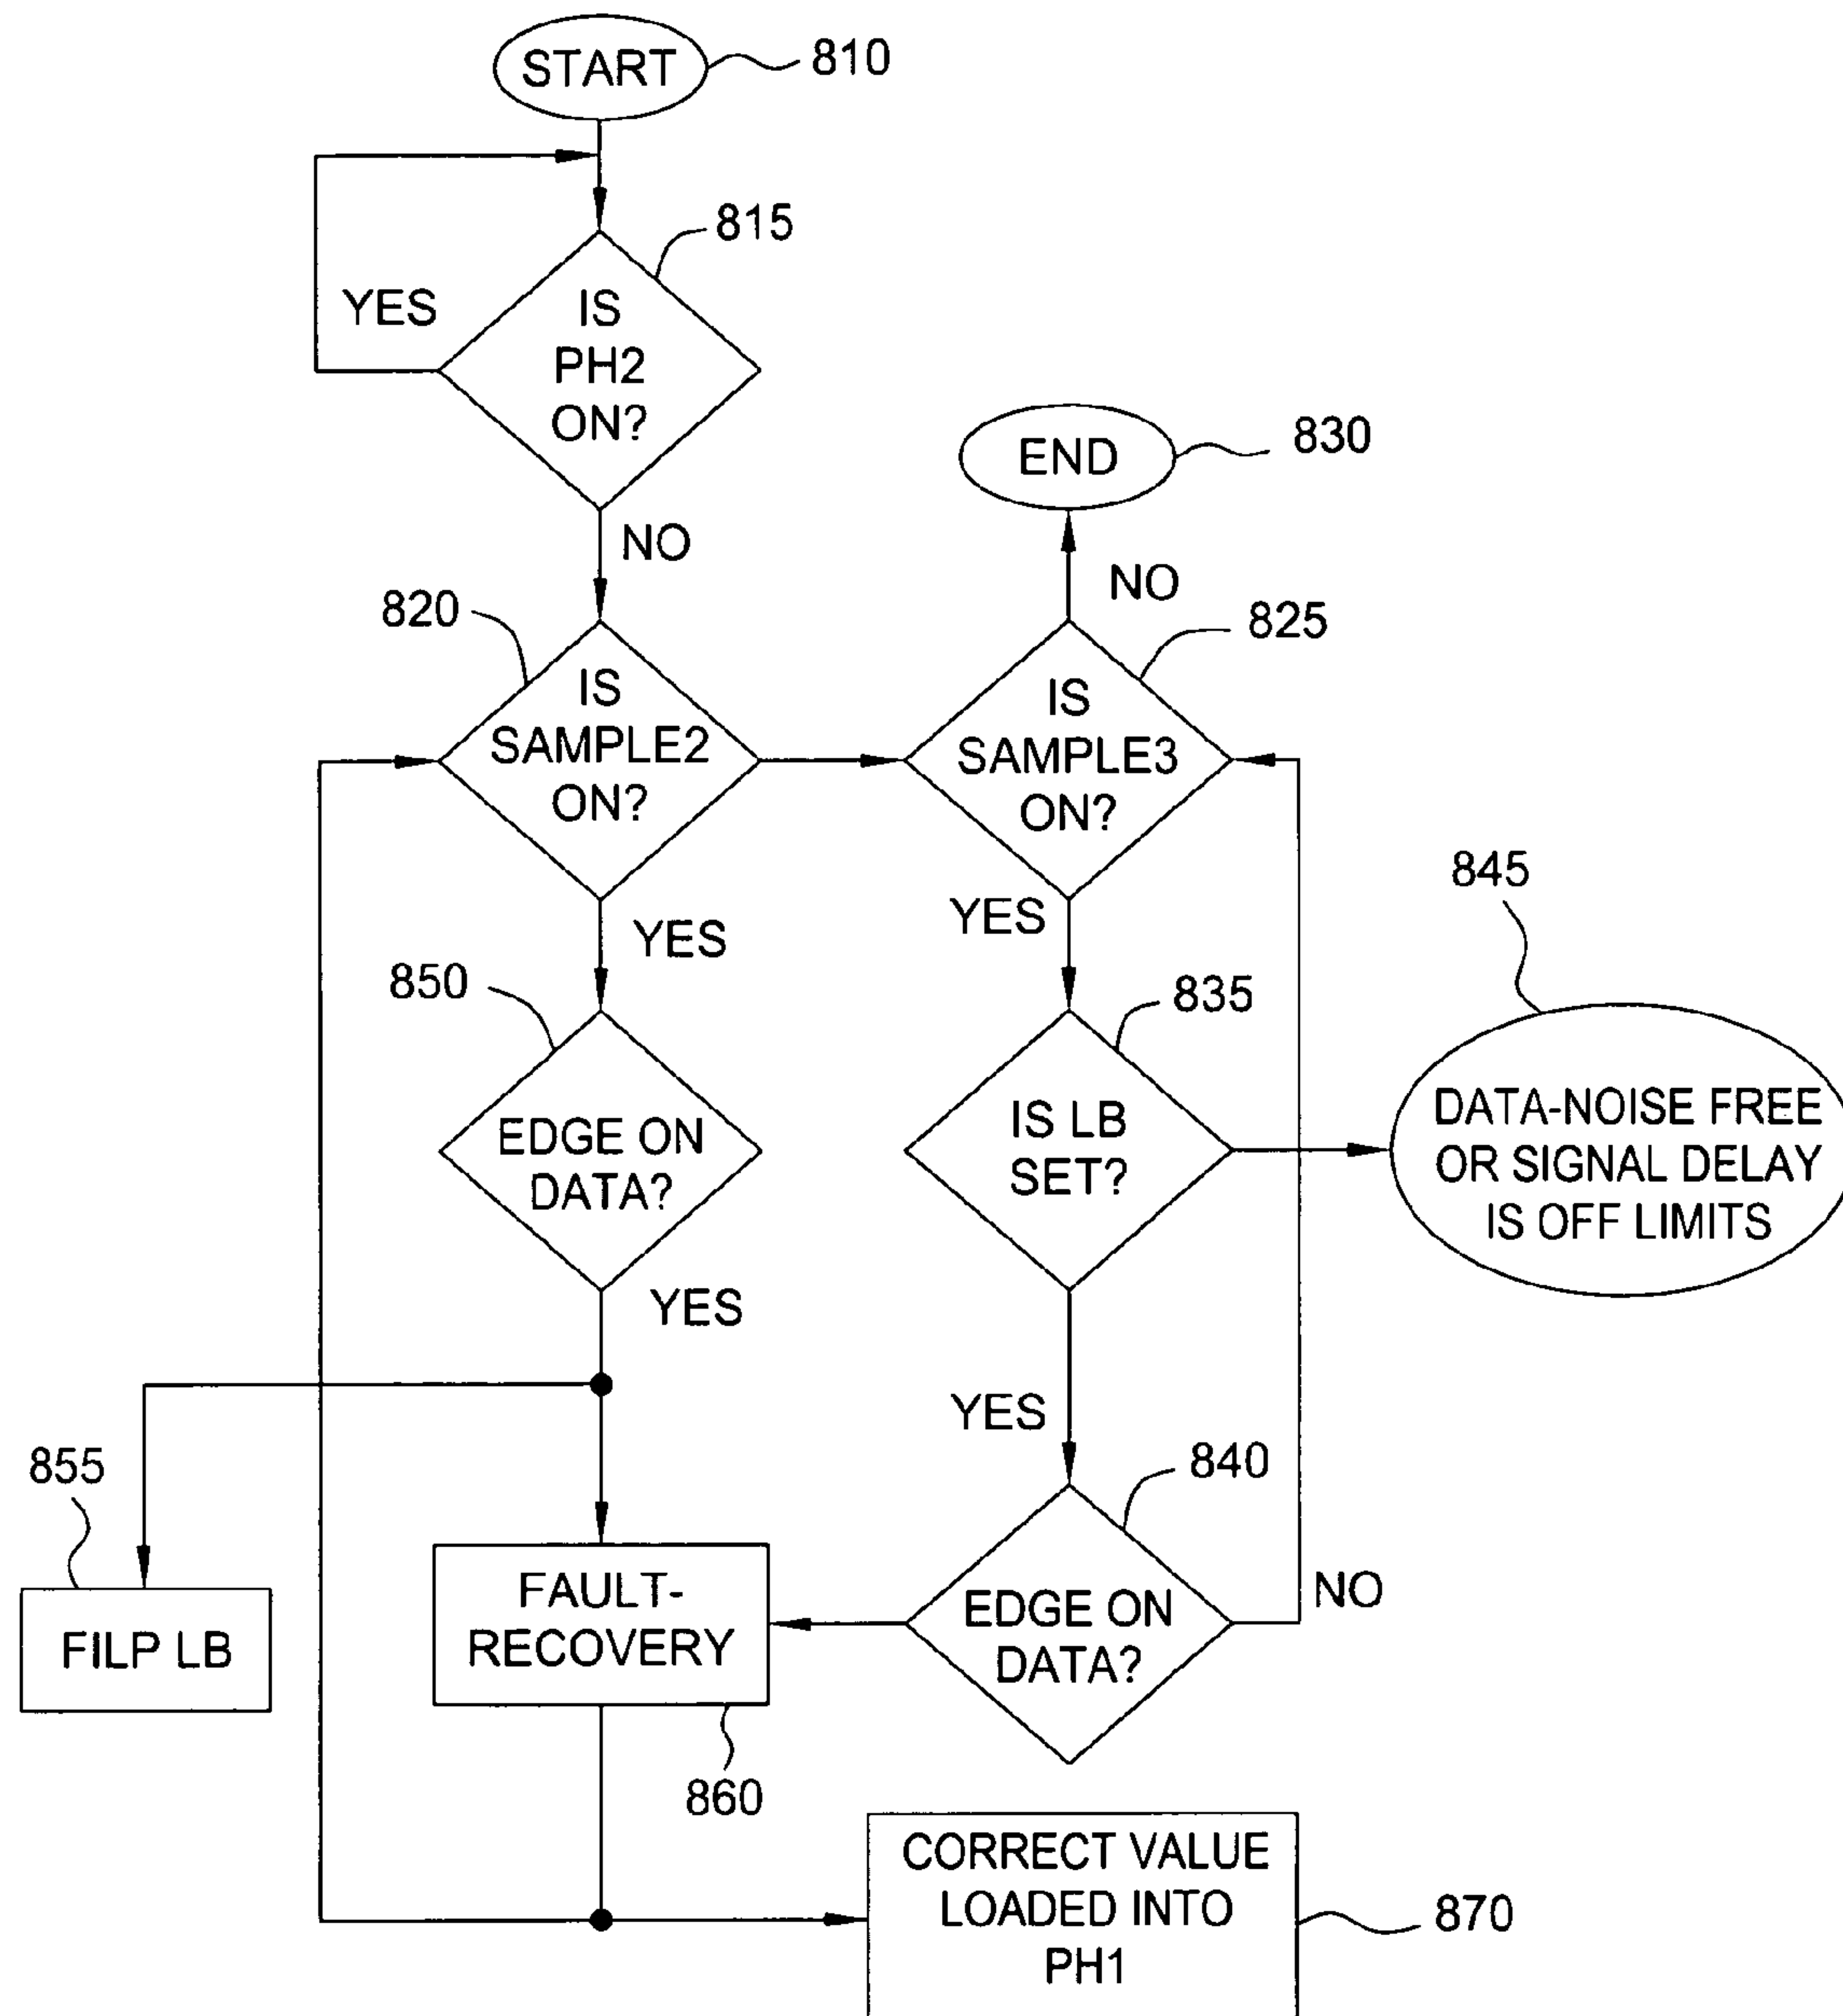 START
810
815
YES
IS
PH2
ON?
830
END
NO
NO
820
825
IS
SAMPLE2
ON?
IS
SAMPLE3
ON?
845
YES
YES
850
835
EDGE ON
DATA?
IS LB
SET?
DATA-NOISE FREE
OR SIGNAL DELAY
IS OFF LIMITS
YES
YES
855
840
FAULT-
RECOVERY
EDGE ON
DATA?
NO
FILP LB
860
CORRECT VALUE
LOADED INTO
PH1
870